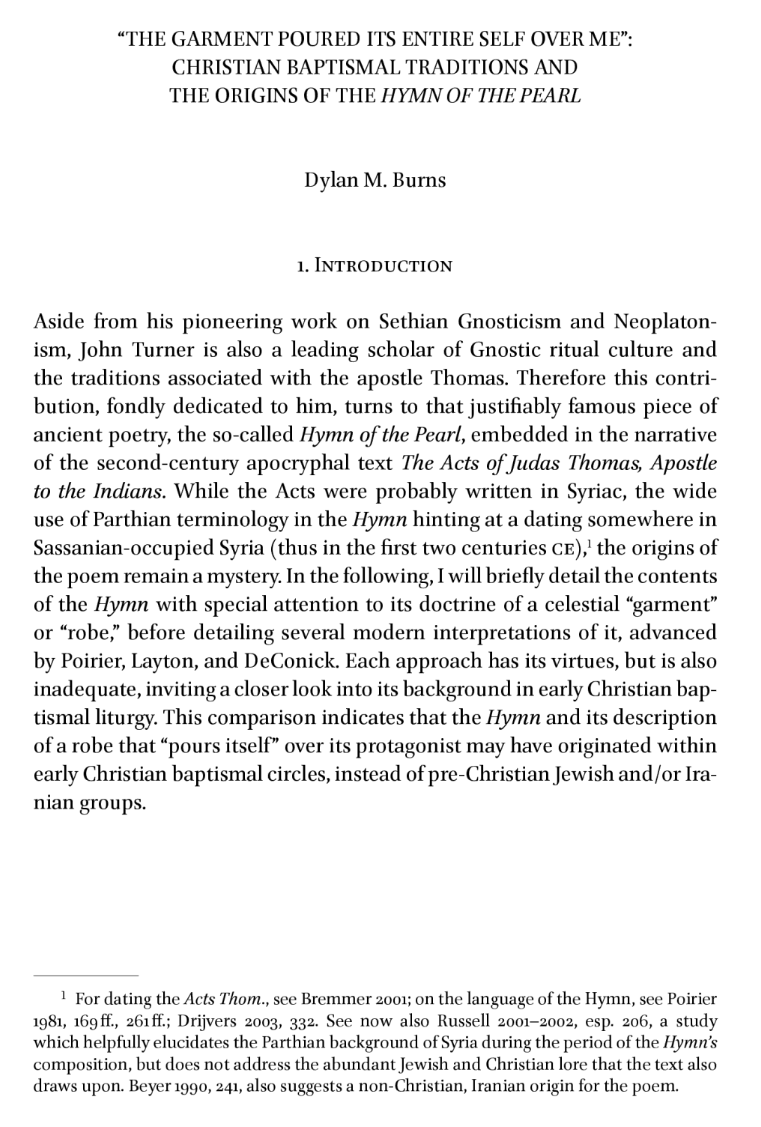 “THE GARMENT POURED ITS ENTIRE SELF OVER ME”:
CHRISTIAN BAPTISMAL TRADITIONS AND
THE ORIGINS OF THE HYMN OF THE PEARL
Dylan M. Burns
1. Introduction
Aside from his pioneering work on Sethian Gnosticism and Neoplaton-
ism, John Turner is also a leading scholar of Gnostic ritual culture and
the traditions associated with the apostle Thomas. Therefore this contri-
bution, fondly dedicated to him, turns to that justifiably famous piece of
ancient poetry, the so-called Hymn of the Pearl, embedded in the narrative
of the second-century apocryphal text The Acts of Judas Thomas, Apostle
to the Indians. While the Acts were probably written in Syriac, the wide
use of Parthian terminology in the Hymn hinting at a dating somewhere in
Sassanian-occupied Syria (thus in the first two centuries CE),¹ the origins of
the poem remain a mystery. In the following, I will briefly detail the contents
of the Hymn with special attention to its doctrine of a celestial “garment”
or “robe,” before detailing several modern interpretations of it, advanced
by Poirier, Layton, and DeConick. Each approach has its virtues, but is also
inadequate, inviting a closer look into its background in early Christian bap-
tismal liturgy. This comparison indicates that the Hymn and its description
of a robe that “pours itself” over its protagonist may have originated within
early Christian baptismal circles, instead of pre-Christian Jewish and/or Ira-
nian groups.
¹ For dating the Acts Thom., see Bremmer 2001; on the language of the Hymn, see Poirier
1981, 169 ff., 261 ff.; Drijvers 2003, 332. See now also Russell 2001–2002, esp. 206, a study
which helpfully elucidates the Parthian background of Syria during the period of the Hymn’s
composition, but does not address the abundant Jewish and Christian lore that the text also
draws upon. Beyer 1990, 241, also suggests a non-Christian, Iranian origin for the poem.